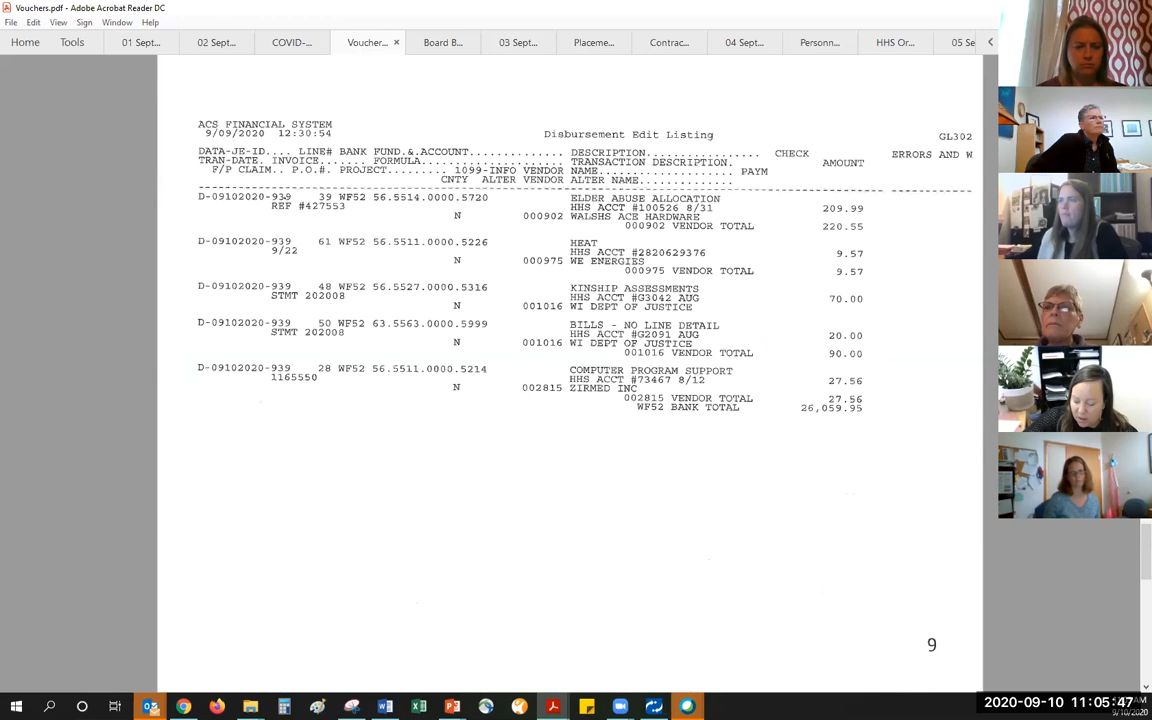 Vouchers.pdf - Adobe Acrobat Reader DC
File Edit View Sign Window Help
Home Tools 01 Sept... 02 Sept... COVID-... Voucher... × Board B... 03 Sept... Placeme... Contrac... 04 Sept... Personn... HHS Or... 05 Se
ACS FINANCIAL SYSTEM
9/09/2020 12:30:54 Disbursement Edit Listing GL302
DATA-JE-ID.... LINE# BANK FUND.&.ACCOUNT.............. DESCRIPTION................. CHECK AMOUNT ERRORS AND W
TRAN-DATE. INVOICE....... FORMULA...................... TRANSACTION DESCRIPTION.
F/P CLAIM.. P.O.#. PROJECT......... 1099-INFO VENDOR NAME........................ PAYM
CNTY ALTER VENDOR ALTER NAME..................
D-09102020-939 39 WF52 56.5514.0000.5720 ELDER ABUSE ALLOCATION
REF #427553 HHS ACCT #100526 8/31 209.99
N 000902 WALSHS ACE HARDWARE
000902 VENDOR TOTAL 220.55
D-09102020-939 61 WF52 56.5511.0000.5226 HEAT
9/22 HHS ACCT #2820629376 9.57
N 000975 WE ENERGIES
000975 VENDOR TOTAL 9.57
D-09102020-939 48 WF52 56.5527.0000.5316 KINSHIP ASSESSMENTS
STMT 202008 HHS ACCT #G3042 AUG 70.00
N 001016 WI DEPT OF JUSTICE
D-09102020-939 50 WF52 63.5563.0000.5999 BILLS - NO LINE DETAIL
STMT 202008 HHS ACCT #G2091 AUG 20.00
N 001016 WI DEPT OF JUSTICE
001016 VENDOR TOTAL 90.00
D-09102020-939 28 WF52 56.5511.0000.5214 COMPUTER PROGRAM SUPPORT
1165550 HHS ACCT #73467 8/12 27.56
N 002815 ZIRMED INC
002815 VENDOR TOTAL 27.56
WF52 BANK TOTAL 26,059.95
9
2020-09-10 11:05:47
9/10/2020